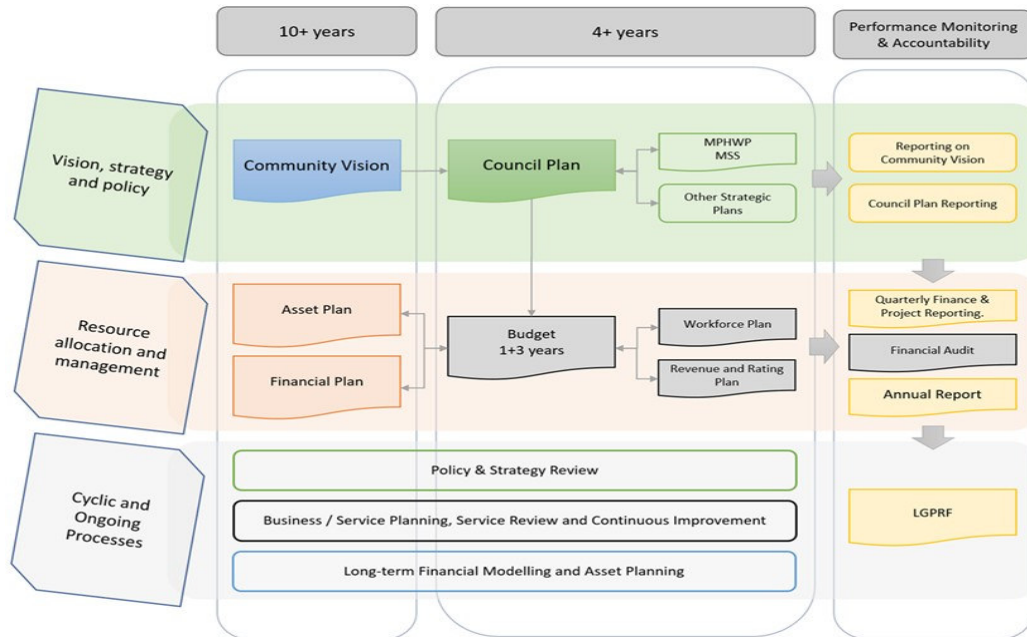 10+ years
4+ years
Performance Monitoring
& Accountability
Vision, strategy
and policy
Community Vision
Council Plan
MPHWP
MSS
Other Strategic
Plans
Reporting on
Community Vision
Council Plan Reporting
Resource
allocation and
management
Asset Plan
Financial Plan
Budget
1+3 years
Workforce Plan
Revenue and Rating
Plan
Quarterly Finance &
Project Reporting.
Financial Audit
Annual Report
Cyclic and
Ongoing
Processes
Policy & Strategy Review
Business / Service Planning, Service Review and Continuous Improvement
Long-term Financial Modelling and Asset Planning
LGPRF